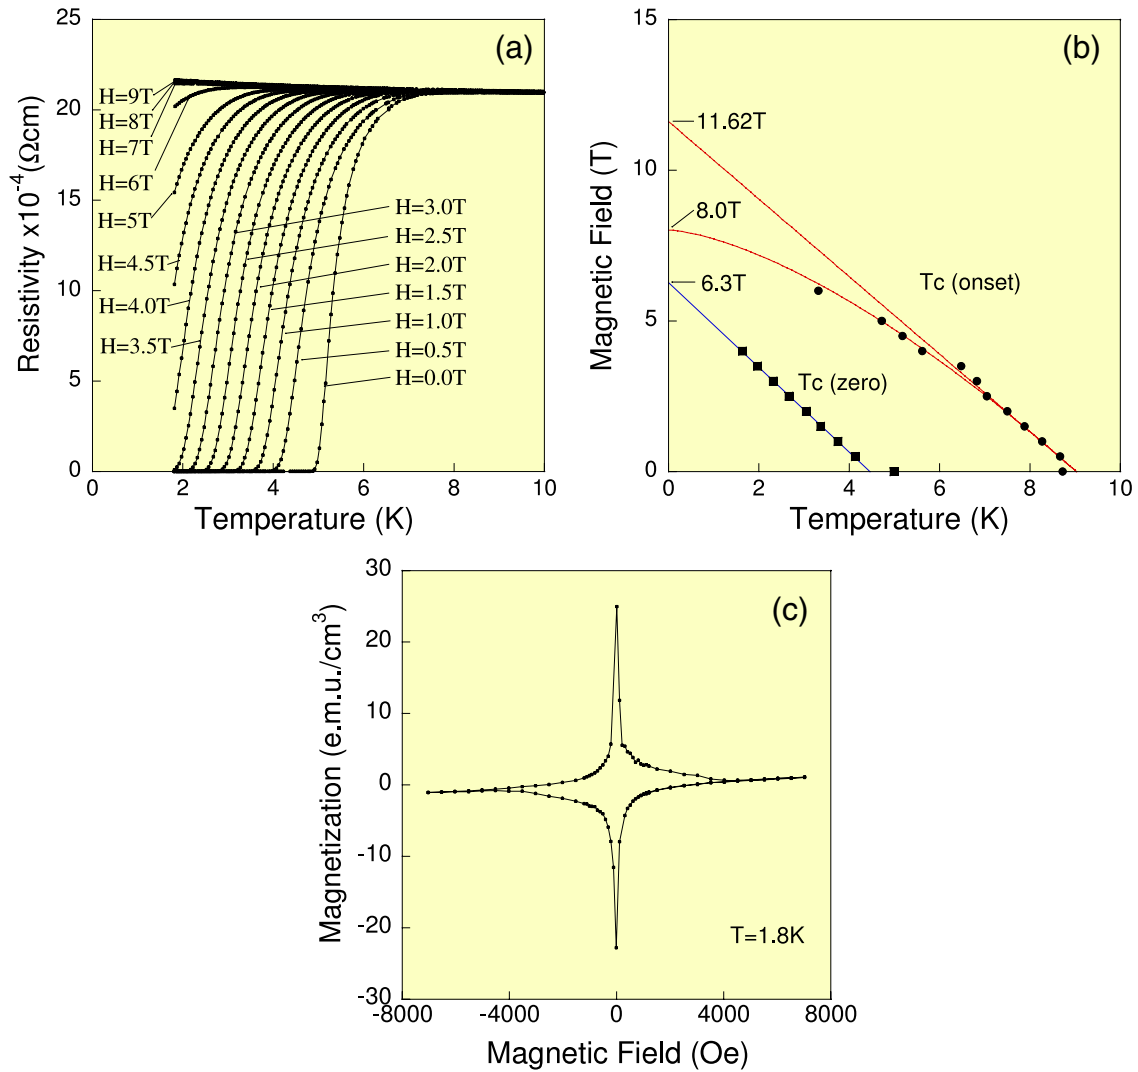 (a)
25
20
15
10
5
0
Resistivity x10-4(Ωcm)
H=9T
H=8T
H=7T
H=6T
H=5T
H=4.5T
H=4.0T
H=3.5T
H=3.0T
H=2.5T
H=2.0T
H=1.5T
H=1.0T
H=0.5T
H=0.0T
0 2 4 6 8 10
Temperature (K)
(b)
15
10
5
0
Magnetic Field (T)
11.62T
8.0T
6.3T
Tc (onset)
Tc (zero)
0 2 4 6 8 10
Temperature (K)
(c)
30
20
10
0
-10
-20
-30
Magnetization (e.m.u./cm3)
T=1.8K
-8000 -4000 0 4000 8000
Magnetic Field (Oe)